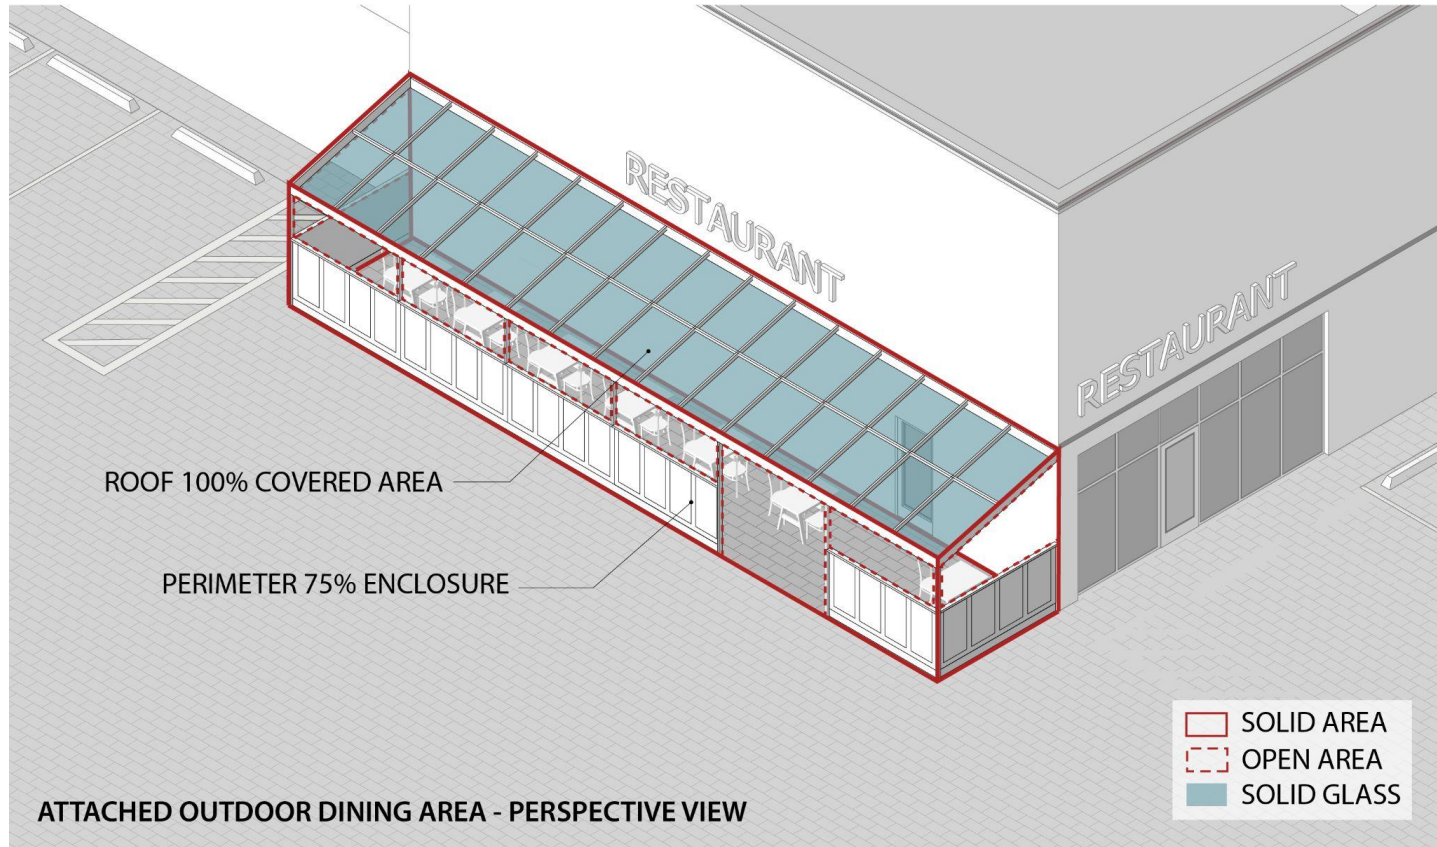 RESTAURANT
RESTAURANT
ROOF 100% COVERED AREA
PERIMETER 75% ENCLOSURE
SOLID AREA
OPEN AREA
SOLID GLASS
ATTACHED OUTDOOR DINING AREA - PERSPECTIVE VIEW